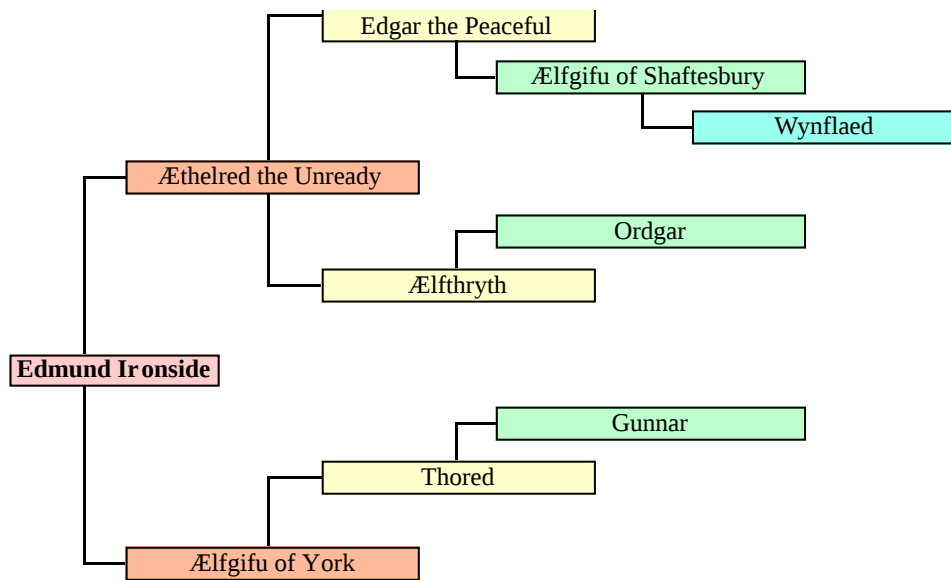 Edgar the Peaceful
Ælfgifu of Shaftesbury
Wynflaed
Æthelred the Unready
Ordgar
Ælfthryth
Edmund Ironside
Gunnar
Thored
Ælfgifu of York